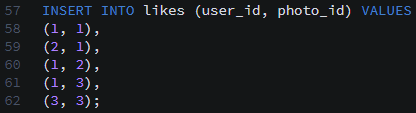 57 INSERT INTO likes (user_id, photo_id) VALUES
58 (1, 1),
59 (2, 1),
60 (1, 2),
61 (1, 3),
62 (3, 3);